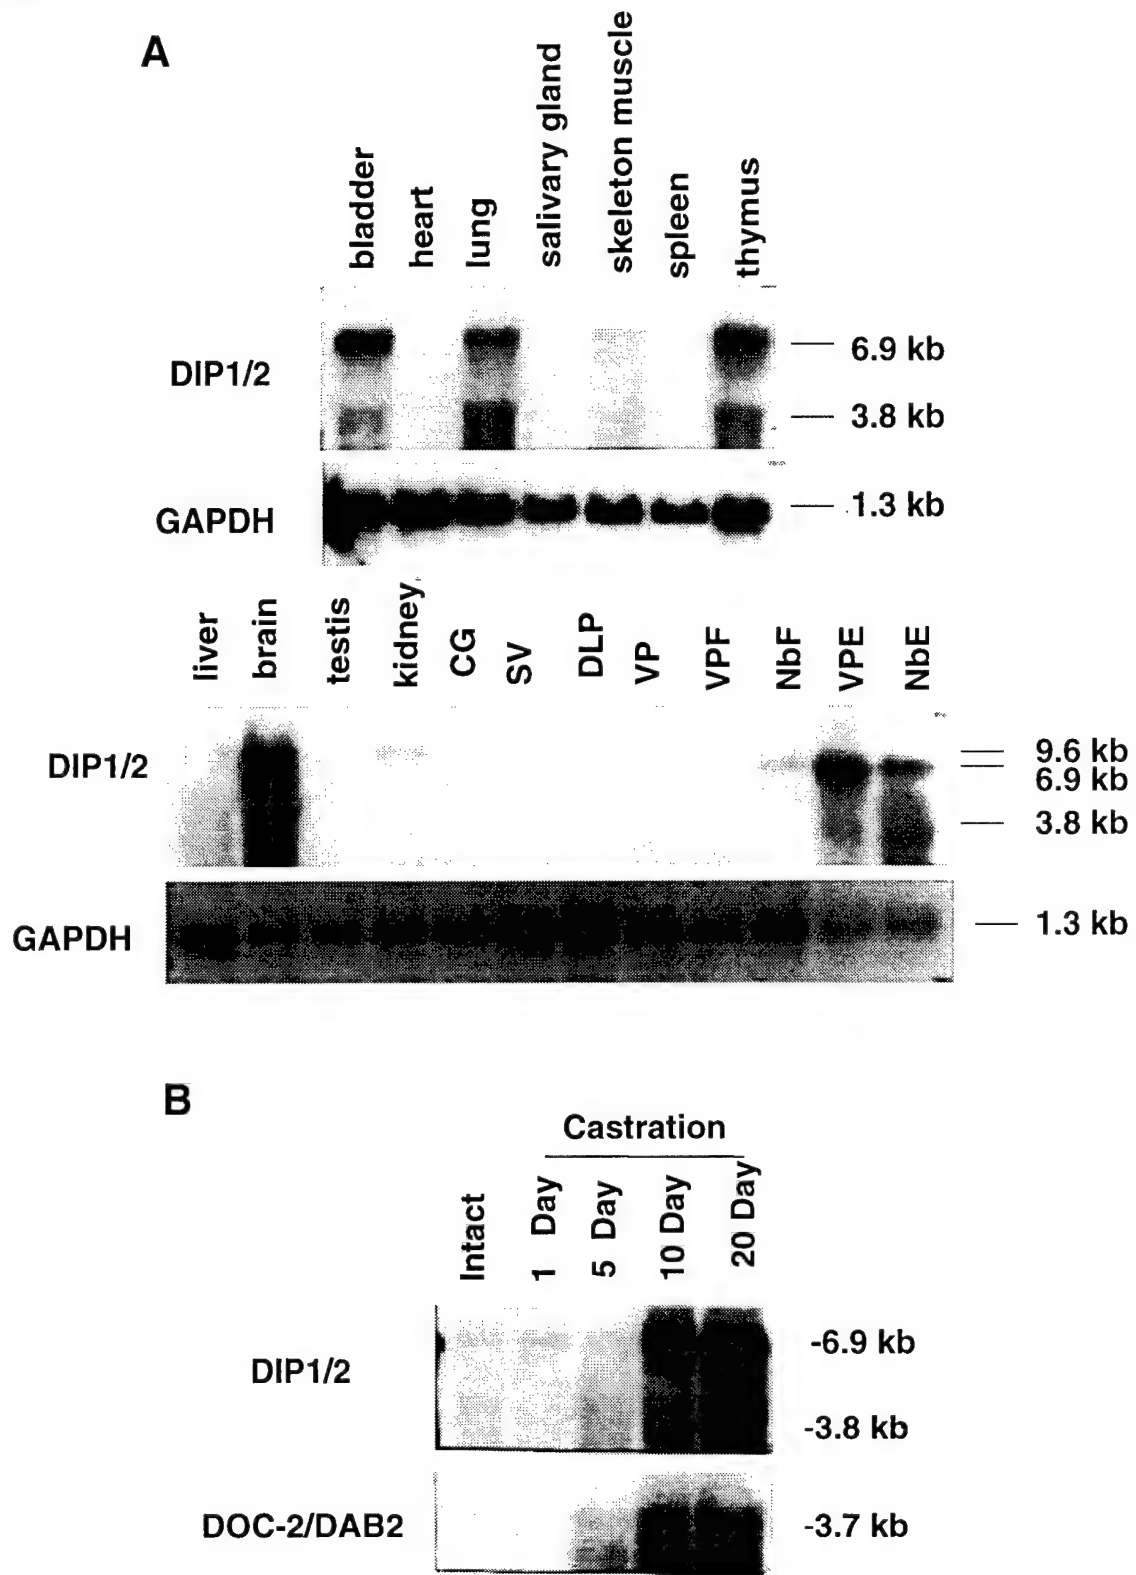 A
bladder
heart
lung
salivary gland
skeleton muscle
spleen
thymus
DIP1/2
6.9 kb
3.8 kb
GAPDH
1.3 kb
liver
brain
testis
kidney
CG
SV
DLP
VP
VPF
NbF
VPE
NbE
DIP1/2
9.6 kb
6.9 kb
3.8 kb
GAPDH
1.3 kb
B
Castration
Intact
1 Day
5 Day
10 Day
20 Day
DIP1/2
-6.9 kb
-3.8 kb
DOC-2/DAB2
-3.7 kb